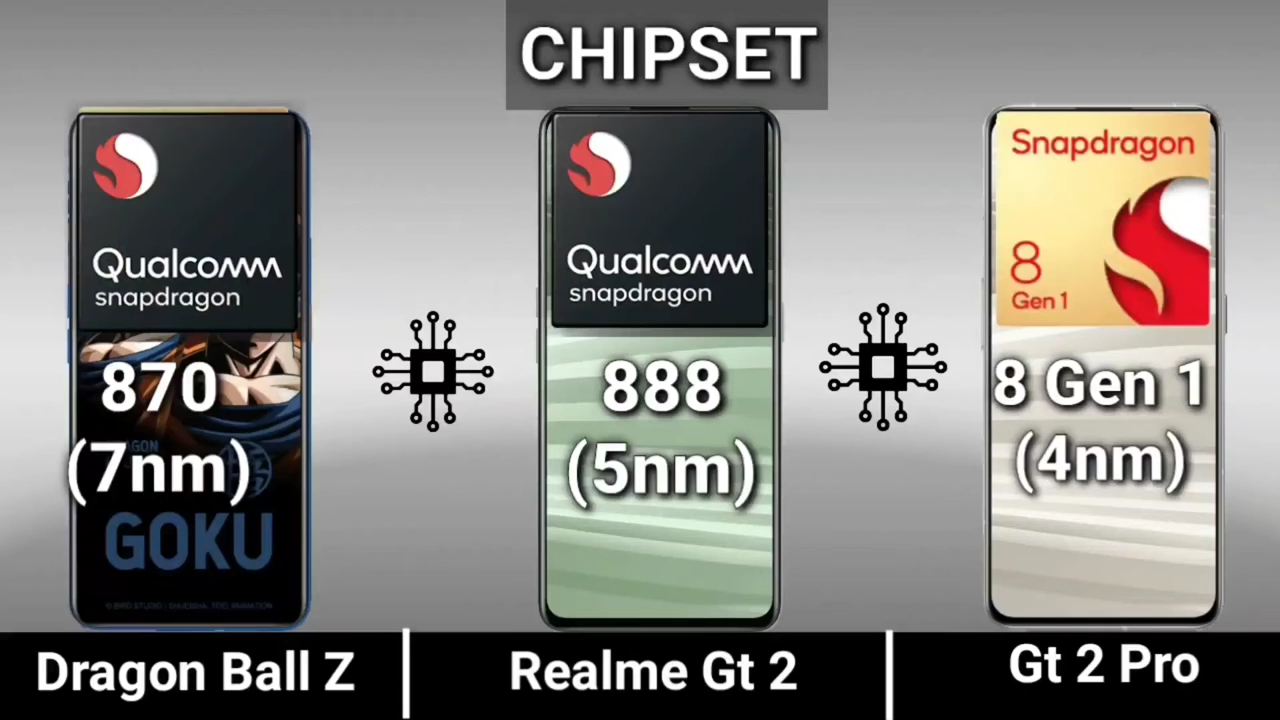 CHIPSET
Qualcomm
snapdragon
870
(7nm)
GOKU
Dragon Ball Z
Qualcomm
snapdragon
888
(5nm)
Realme Gt 2
Snapdragon
8
Gen 1
8 Gen 1
(4nm)
Gt 2 Pro